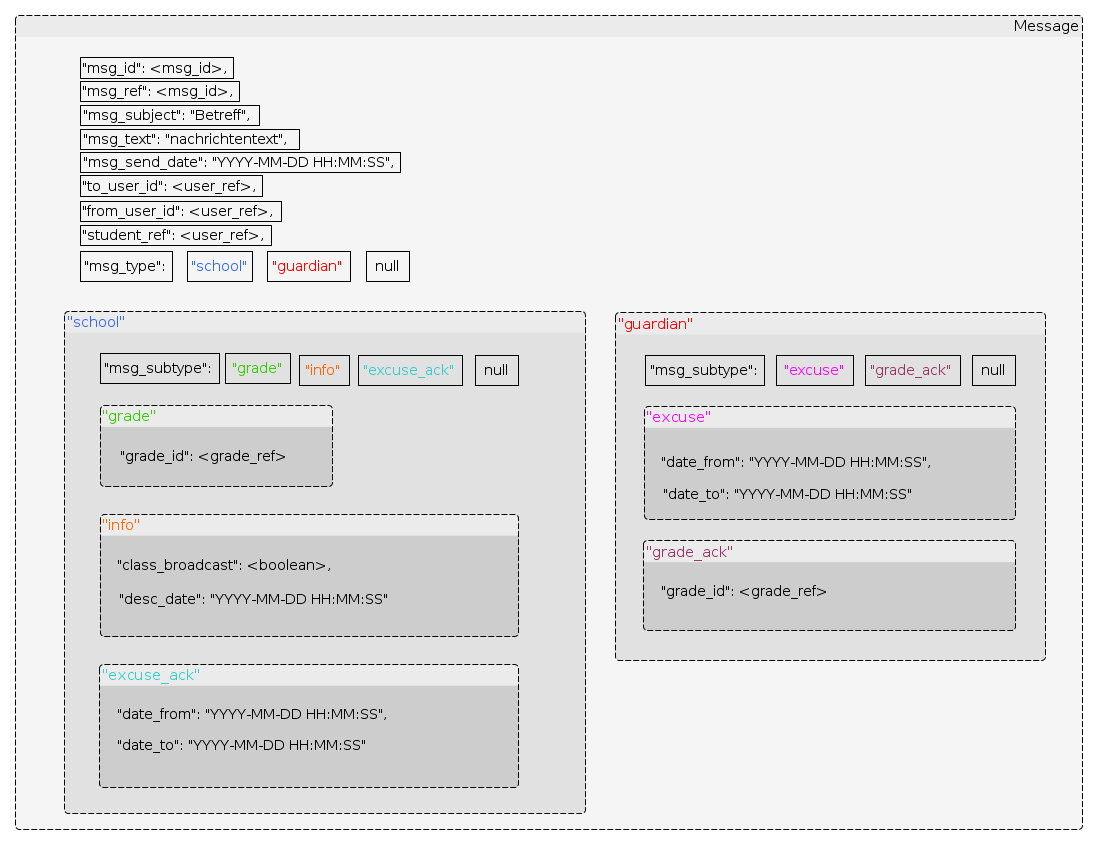 Message
"msg_id": <msg_id>,
"msg_ref": <msg_id>,
"msg_subject": "Betreff",
"msg_text": "nachrichtentext",
"msg_send_date": "YYYY-MM-DD HH:MM:SS",
"to_user_id": <user_ref>,
"from_user_id": <user_ref>,
"student_ref": <user_ref>,
"msg_type": "school" "guardian" null
"school"
"msg_subtype": "grade" "info" "excuse_ack" null
"grade"
"grade_id": <grade_ref>
"info"
"class_broadcast": <boolean>,
"desc_date": "YYYY-MM-DD HH:MM:SS"
"excuse_ack"
"date_from": "YYYY-MM-DD HH:MM:SS",
"date_to": "YYYY-MM-DD HH:MM:SS"
"guardian"
"msg_subtype": "excuse" "grade_ack" null
"excuse"
"date_from": "YYYY-MM-DD HH:MM:SS",
"date_to": "YYYY-MM-DD HH:MM:SS"
"grade_ack"
"grade_id": <grade_ref>